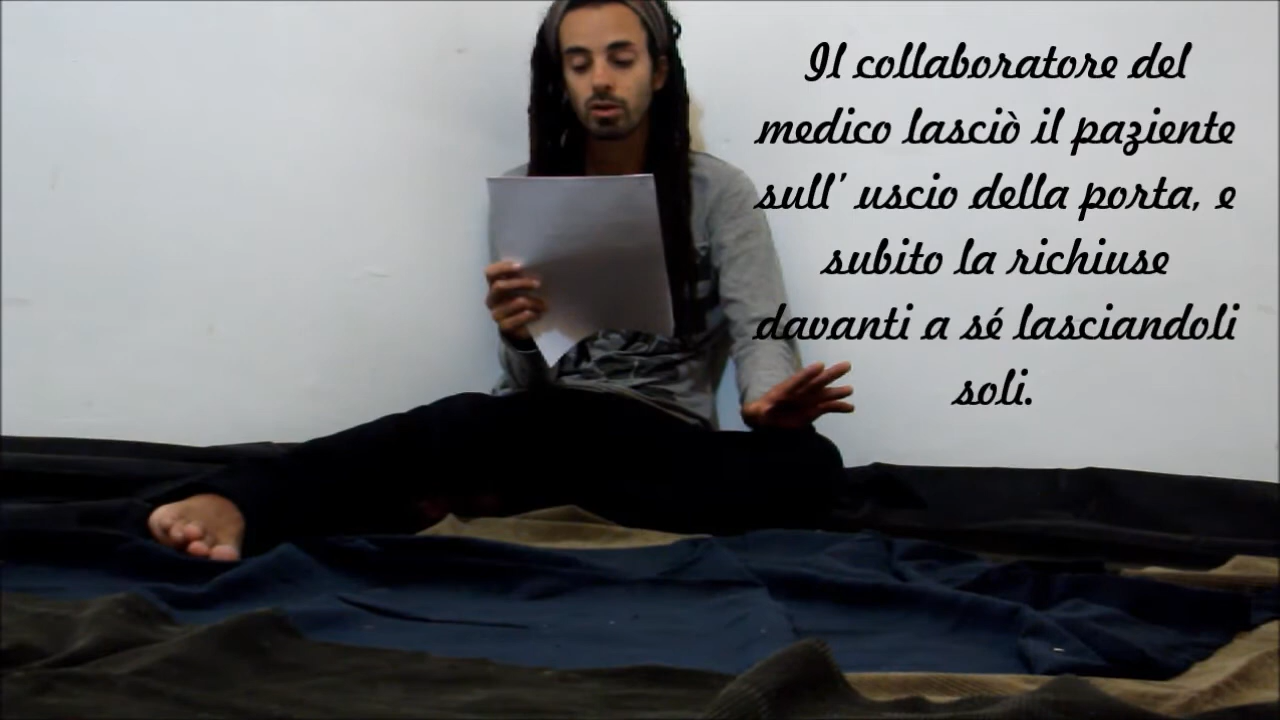 Il collaboratore del
medico lasciò il paziente
sull' uscio della porta, e
subito la richiuse
davanti a sé lasciandoli
soli.